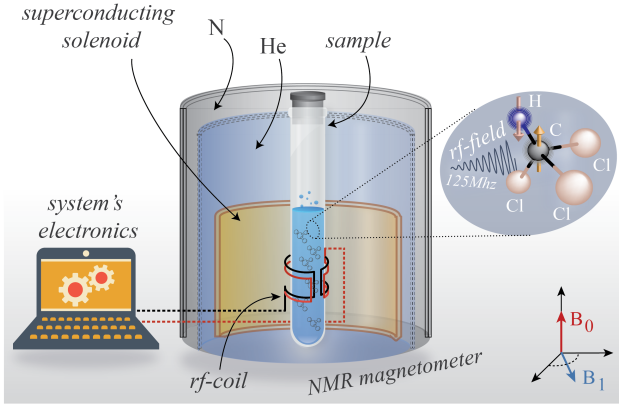 superconducting
solenoid
N
He
sample
H
C
Cl
Cl
Cl
rf-field
125Mhz
system's
electronics
rf-coil
NMR magnetometer
B0
B1